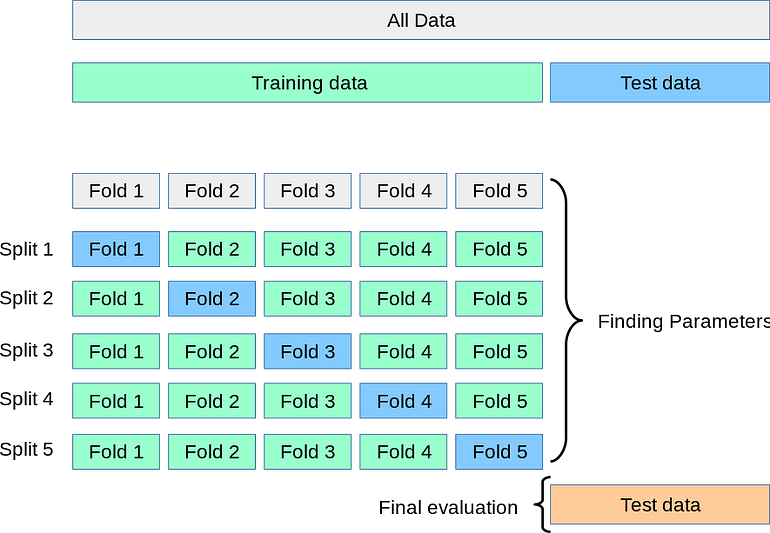 All Data
Training data Test data
Fold 1 Fold 2 Fold 3 Fold 4 Fold 5
Split 1 Fold 1 Fold 2 Fold 3 Fold 4 Fold 5
Split 2 Fold 1 Fold 2 Fold 3 Fold 4 Fold 5
Finding Parameters
Split 3 Fold 1 Fold 2 Fold 3 Fold 4 Fold 5
Split 4 Fold 1 Fold 2 Fold 3 Fold 4 Fold 5
Split 5 Fold 1 Fold 2 Fold 3 Fold 4 Fold 5
Final evaluation Test data